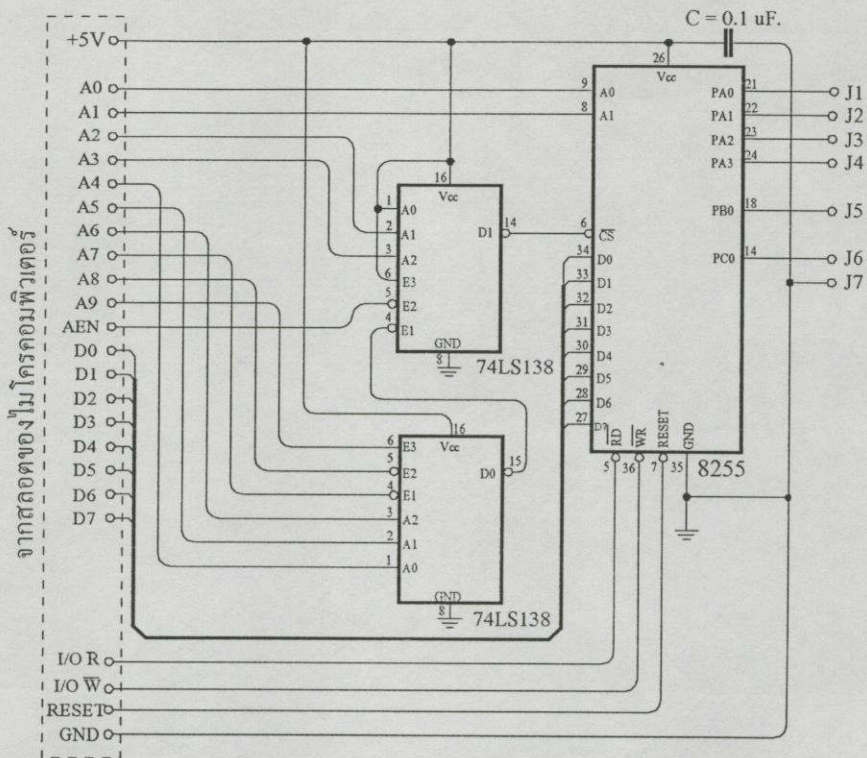 C = 0.1 uF.
+5V
A0
A1
A2
A3
A4
A5
A6
A7
A8
A9
AEN
D0
D1
D2
D3
D4
D5
D6
D7
I/O R
I/O W̅
RESET
GND
จากสลอตของไมโครคอมพิวเตอร์
16
Vcc
1 A0
2 A1
3 A2
6 E3
5 E2
4 E1
D1 14
GND
8
74LS138
16
Vcc
6 E3
5 E2
4 E1
3 A2
2 A1
1 A0
D0 15
GND
8
74LS138
26
Vcc
9 A0
8 A1
6 C̅S̅
34 D0
33 D1
32 D2
31 D3
30 D4
29 D5
28 D6
27 D7
PA0 21
PA1 22
PA2 23
PA3 24
PB0 18
PC0 14
R̅D̅
W̅R̅
RESET
GND
5
36
7
35
8255
J1
J2
J3
J4
J5
J6
J7